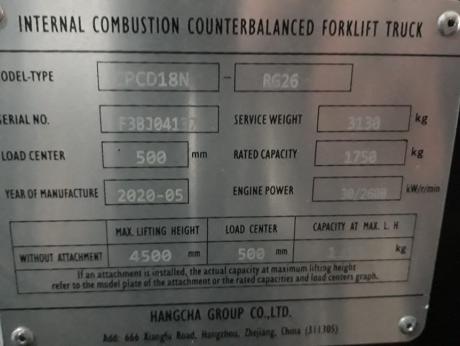 INTERNAL COMBUSTION COUNTERBALANCED FORKLIFT TRUCK
MODEL-TYPE CPCD18N - RG26
SERIAL NO. SERVICE WEIGHT 3130 kg
LOAD CENTER 500 mm RATED CAPACITY 1750 kg
YEAR OF MANUFACTURE 2020-05 ENGINE POWER 30/2600 kW/r/min
MAX. LIFTING HEIGHT LOAD CENTER CAPACITY AT MAX. L. H
WITHOUT ATTACHMENT 4500 mm 500 mm kg
If an attachment is installed, the actual capacity at maximum lifting height
refer to the model plate of the attachment or the rated capacities and load centers graph.
HANGCHA GROUP CO.,LTD.
Add: 666 Xiangfu Road, Hangzhou, Zhejiang, China (311305)